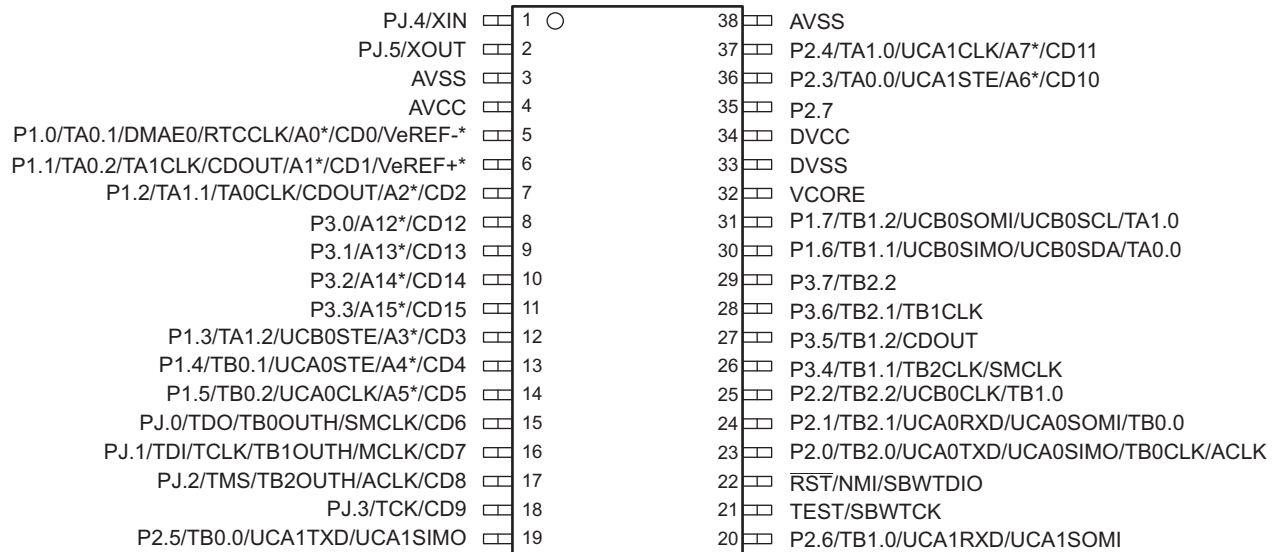 PJ.4/XIN 1 38 AVSS
PJ.5/XOUT 2 37 P2.4/TA1.0/UCA1CLK/A7*/CD11
AVSS 3 36 P2.3/TA0.0/UCA1STE/A6*/CD10
AVCC 4 35 P2.7
P1.0/TA0.1/DMAE0/RTCCLK/A0*/CD0/VeREF-* 5 34 DVCC
P1.1/TA0.2/TA1CLK/CDOUT/A1*/CD1/VeREF+* 6 33 DVSS
P1.2/TA1.1/TA0CLK/CDOUT/A2*/CD2 7 32 VCORE
P3.0/A12*/CD12 8 31 P1.7/TB1.2/UCB0SOMI/UCB0SCL/TA1.0
P3.1/A13*/CD13 9 30 P1.6/TB1.1/UCB0SIMO/UCB0SDA/TA0.0
P3.2/A14*/CD14 10 29 P3.7/TB2.2
P3.3/A15*/CD15 11 28 P3.6/TB2.1/TB1CLK
P1.3/TA1.2/UCB0STE/A3*/CD3 12 27 P3.5/TB1.2/CDOUT
P1.4/TB0.1/UCA0STE/A4*/CD4 13 26 P3.4/TB1.1/TB2CLK/SMCLK
P1.5/TB0.2/UCA0CLK/A5*/CD5 14 25 P2.2/TB2.2/UCB0CLK/TB1.0
PJ.0/TDO/TB0OUTH/SMCLK/CD6 15 24 P2.1/TB2.1/UCA0RXD/UCA0SOMI/TB0.0
PJ.1/TDI/TCLK/TB1OUTH/MCLK/CD7 16 23 P2.0/TB2.0/UCA0TXD/UCA0SIMO/TB0CLK/ACLK
PJ.2/TMS/TB2OUTH/ACLK/CD8 17 22 RST/NMI/SBWTDIO
PJ.3/TCK/CD9 18 21 TEST/SBWTCK
P2.5/TB0.0/UCA1TXD/UCA1SIMO 19 20 P2.6/TB1.0/UCA1RXD/UCA1SOMI